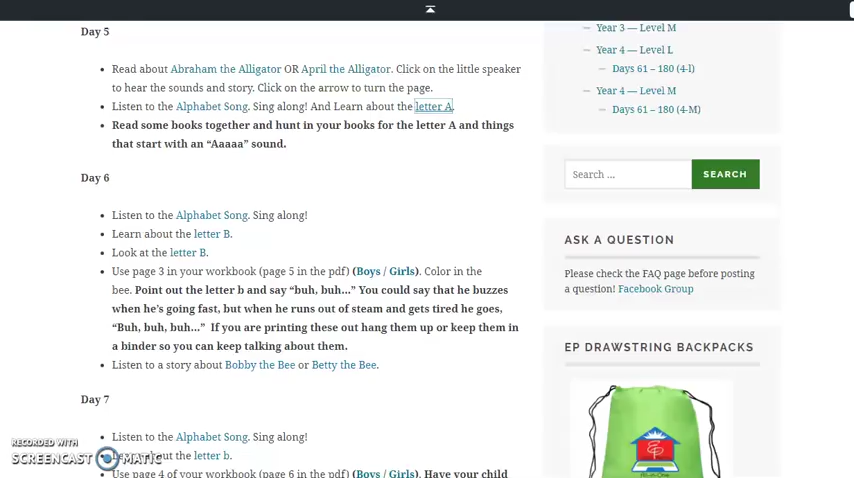 Day 5
• Read about Abraham the Alligator OR April the Alligator. Click on the little speaker
to hear the sounds and story. Click on the arrow to turn the page.
• Listen to the Alphabet Song. Sing along! And Learn about the letter A.
• Read some books together and hunt in your books for the letter A and things
that start with an “Aaaaa” sound.
Day 6
• Listen to the Alphabet Song. Sing along!
• Learn about the letter B.
• Look at the letter B.
• Use page 3 in your workbook (page 5 in the pdf) (Boys / Girls). Color in the
bee. Point out the letter b and say “buh, buh…” You could say that he buzzes
when he’s going fast, but when he runs out of steam and gets tired he goes,
“Buh, buh, buh…” If you are printing these out hang them up or keep them in
a binder so you can keep talking about them.
• Listen to a story about Bobby the Bee or Betty the Bee.
Day 7
• Listen to the Alphabet Song. Sing along!
the letter b.
• Use page 4 of your workbook (page 6 in the pdf) (Boys / Girls). Have your child
— Year 3 — Level M
— Year 4 — Level L
— Days 61 – 180 (4-l)
— Year 4 — Level M
— Days 61 – 180 (4-M)
Search ... SEARCH
ASK A QUESTION
Please check the FAQ page before posting
a question! Facebook Group
EP DRAWSTRING BACKPACKS
EP
RECORDED WITH
SCREENCAST MATIC